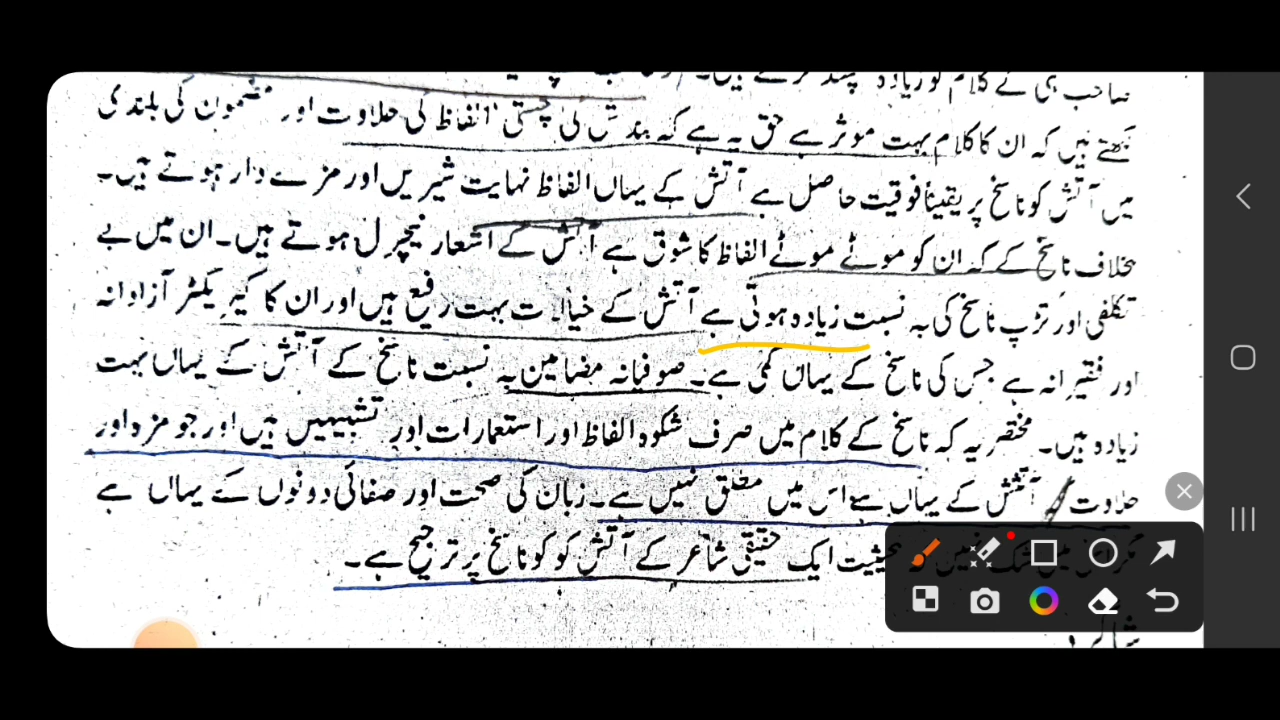 صاحب ہی کے کلام کو زیادہ پسند کرتے ہیں۔
کہتے ہیں کہ ان کا کلام بہت موثر ہے حق یہ ہے کہ بندش کی چستی الفاظ کی حلاوت اور مضمون کی بلندی
میں آتش کو ناسخ پر یقیناً فوقیت حاصل ہے آتش کے یہاں الفاظ نہایت شیریں اور مزے دار ہوتے ہیں۔
بخلاف ناسخ کے کہ ان کو موٹے موٹے الفاظ کا شوق ہے آتش کے اشعار نیچرل ہوتے ہیں۔ ان میں بے
تکلفی اور تڑپ ناسخ کی بہ نسبت زیادہ ہوتی ہے آتش کے خیالات بہت رفیع ہیں اور ان کا کیریکٹر آزادانہ
اور فقیرانہ ہے جس کی ناسخ کے یہاں کمی ہے۔ صوفیانہ مضامین بہ نسبت ناسخ کے آتش کے یہاں بہت
زیادہ ہیں۔ مختصر یہ کہ ناسخ کے کلام میں صرف شکوہ الفاظ اور استعارات اور تشبیہیں ہیں اور جو مزہ اور
حلاوت آتش کے یہاں ہے اس میں مطلق نہیں ہے۔ زبان کی صحت اور صفائی دونوں کے یہاں ہے
بحیثیت ایک حقیقی شاعر کے آتش کو کو ناسخ پر ترجیح ہے۔